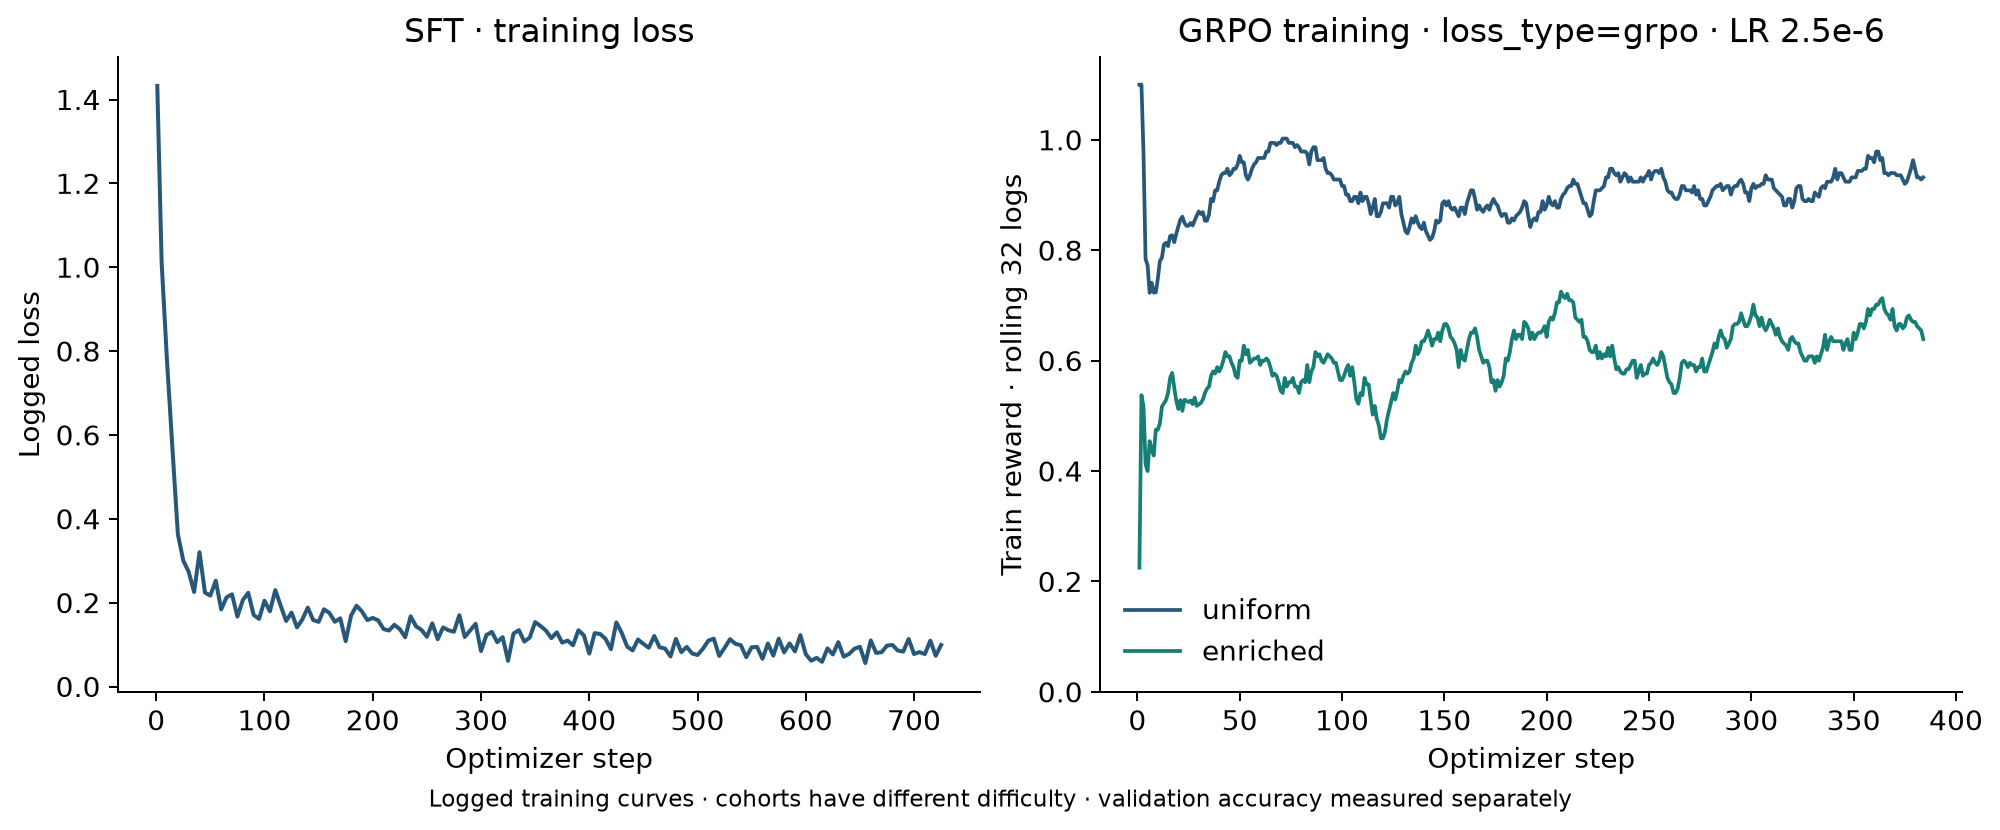 SFT · training loss
Logged loss
1.4
1.2
1.0
0.8
0.6
0.4
0.2
0.0
0 100 200 300 400 500 600 700
Optimizer step
GRPO training · loss_type=grpo · LR 2.5e-6
Train reward · rolling 32 logs
1.0
0.8
0.6
0.4
0.2
0.0
uniform
enriched
0 50 100 150 200 250 300 350 400
Optimizer step
Logged training curves · cohorts have different difficulty · validation accuracy measured separately